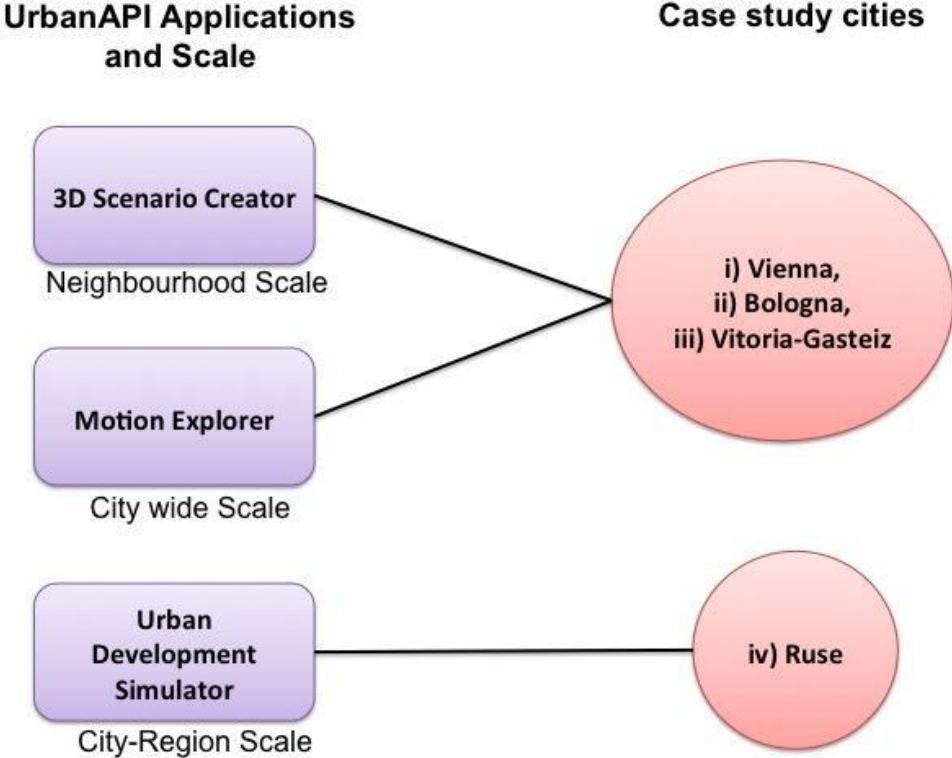 UrbanAPI Applications
and Scale
Case study cities
3D Scenario Creator
Neighbourhood Scale
Motion Explorer
City wide Scale
Urban
Development
Simulator
City-Region Scale
i) Vienna,
ii) Bologna,
iii) Vitoria-Gasteiz
iv) Ruse